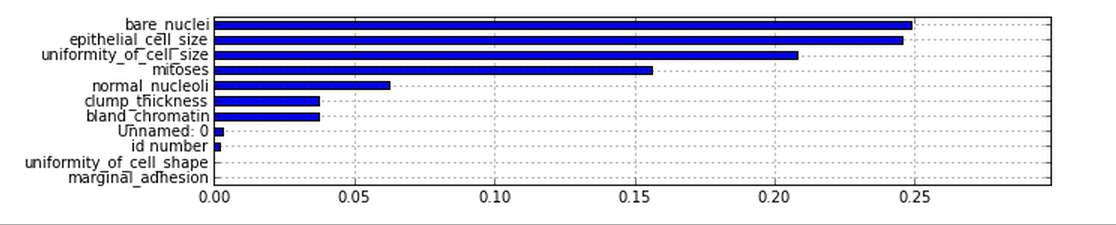 bare_nuclei
epithelial_cell_size
uniformity_of_cell_size
mitoses
normal_nucleoli
clump_thickness
bland_chromatin
Unnamed: 0
id number
uniformity_of_cell_shape
marginal_adhesion
0.00 0.05 0.10 0.15 0.20 0.25